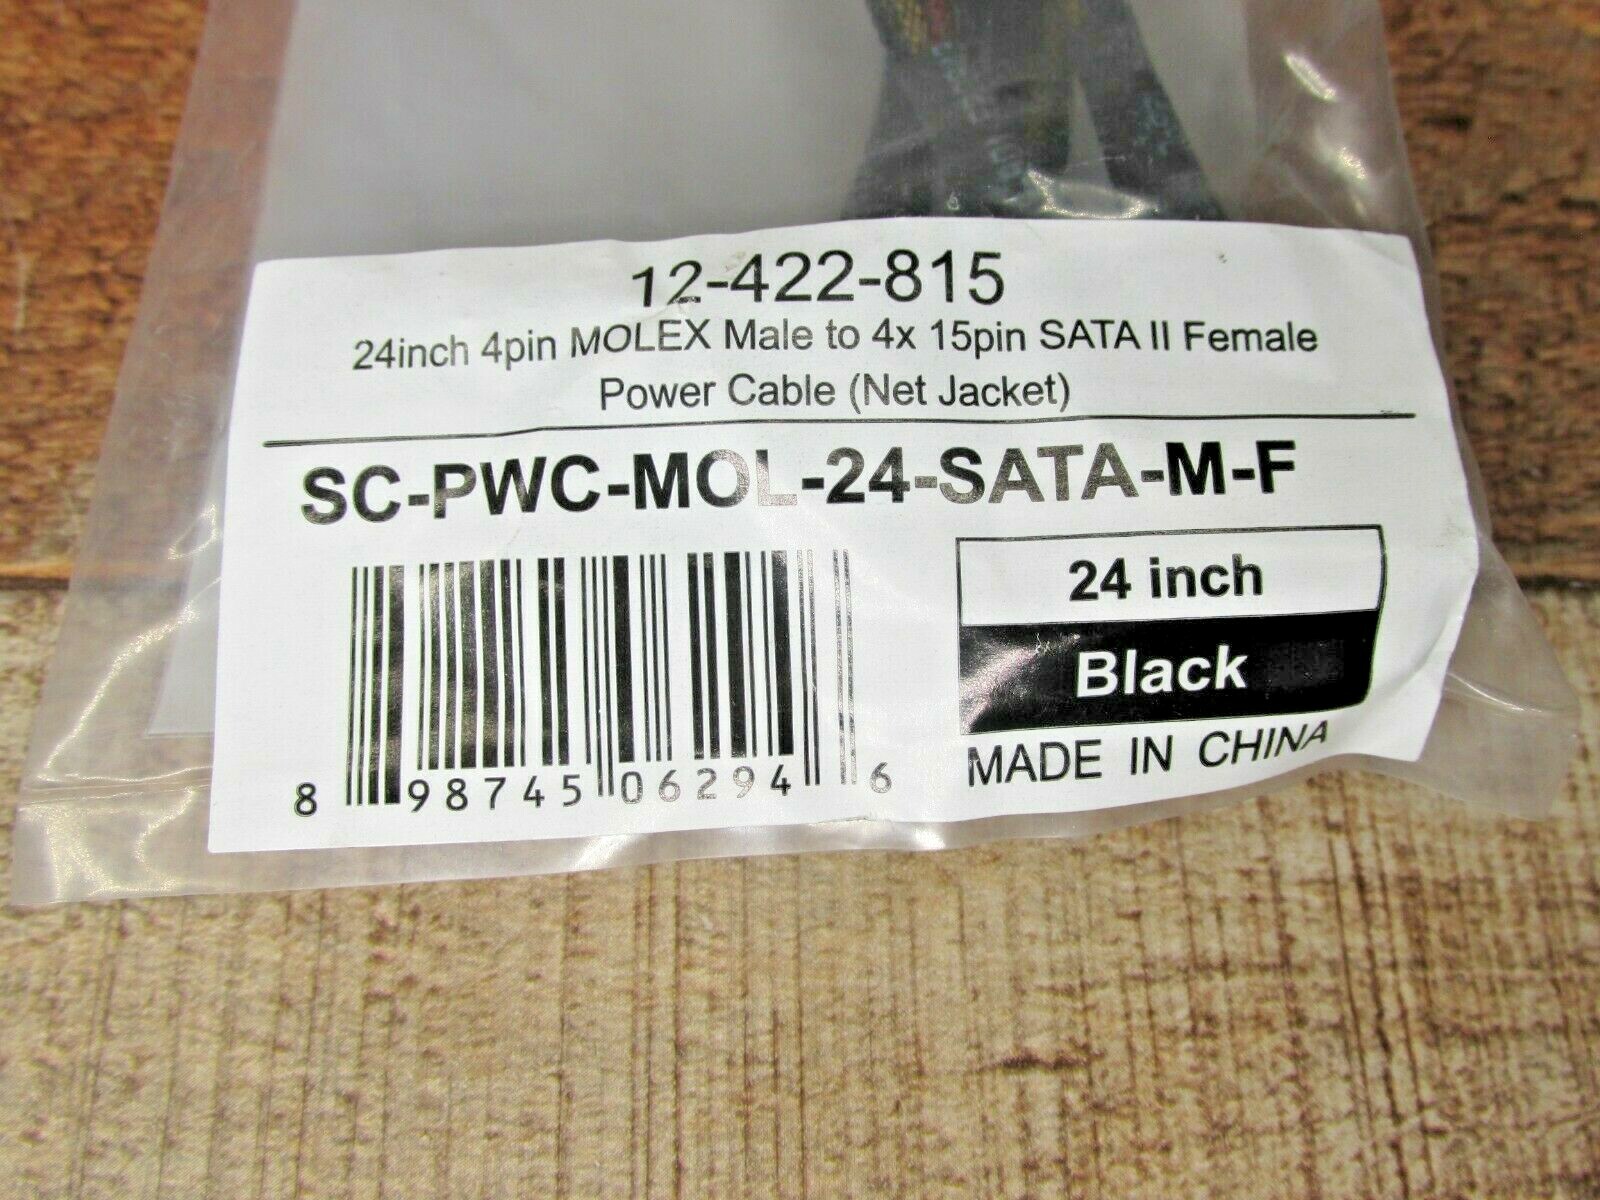 12-422-815
24inch 4pin MOLEX Male to 4x 15pin SATA II Female
Power Cable (Net Jacket)
SC-PWC-MOL-24-SATA-M-F
24 inch
Black
MADE IN CHINA
8 98745 06294 6